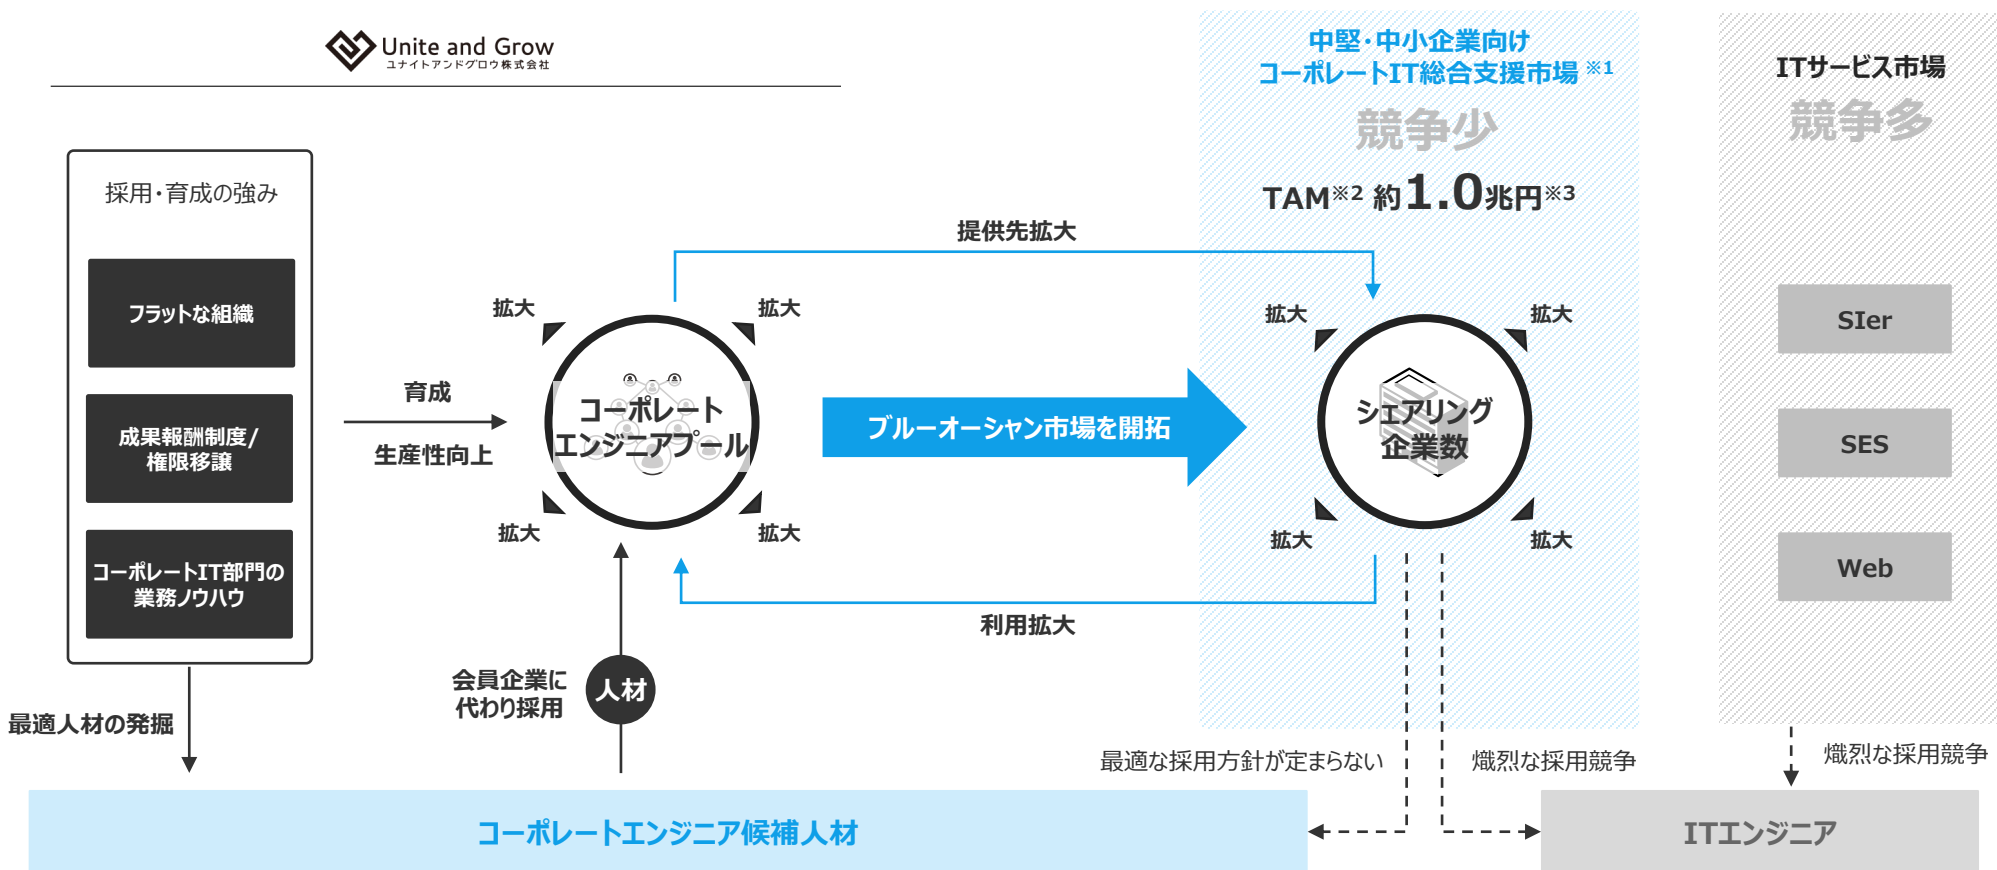 Unite and Grow
ユナイトアンドグロウ株式会社
中堅・中小企業向け
コーポレートIT総合支援市場 ※1
競争少
TAM※2 約1.0兆円※3
ITサービス市場
競争多
採用・育成の強み
フラットな組織
成果報酬制度/
権限移譲
コーポレートIT部門の
業務ノウハウ
育成
生産性向上
拡大
拡大
コーポレート
エンジニアプール
拡大
拡大
提供先拡大
ブルーオーシャン市場を開拓
利用拡大
拡大
拡大
シェアリング
企業数
拡大
拡大
SIer
SES
Web
最適人材の発掘
会員企業に
代わり採用
人材
最適な採用方針が定まらない
熾烈な採用競争
熾烈な採用競争
コーポレートエンジニア候補人材
ITエンジニア